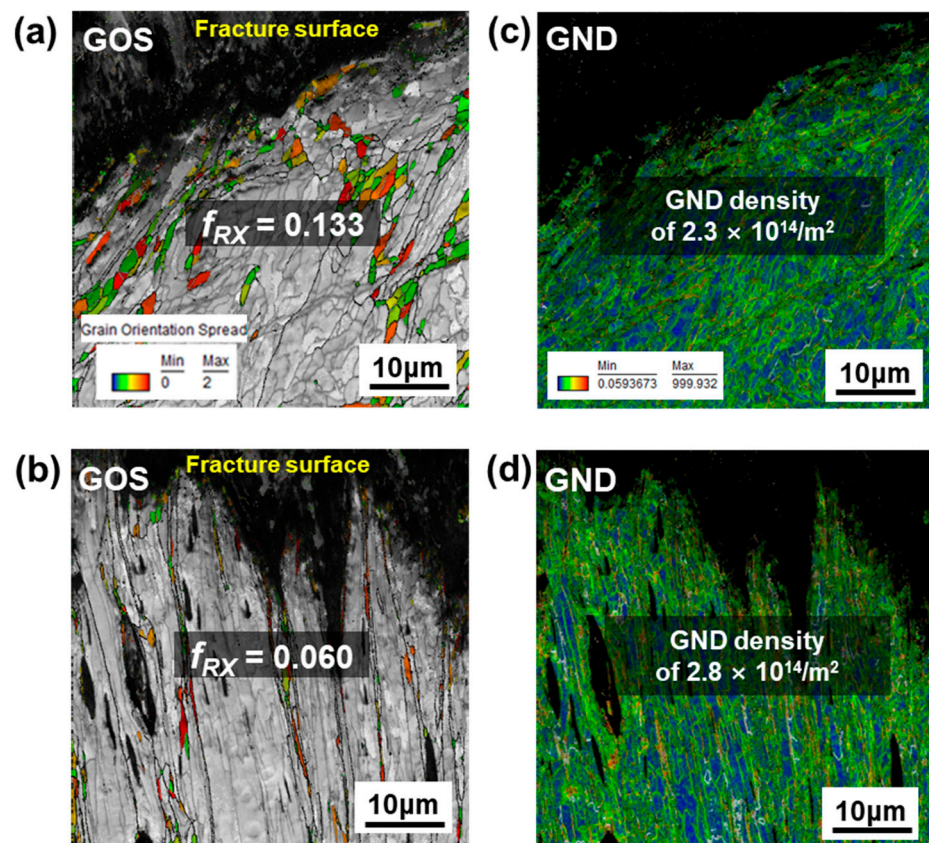 (a)
GOS
Fracture surface
f_RX = 0.133
Grain Orientation Spread
Min Max
0 2
10μm
(c)
GND
GND density
of 2.3 × 10¹⁴/m²
Min Max
0.0593673 999.932
10μm
(b)
GOS
Fracture surface
f_RX = 0.060
10μm
(d)
GND
GND density
of 2.8 × 10¹⁴/m²
10μm